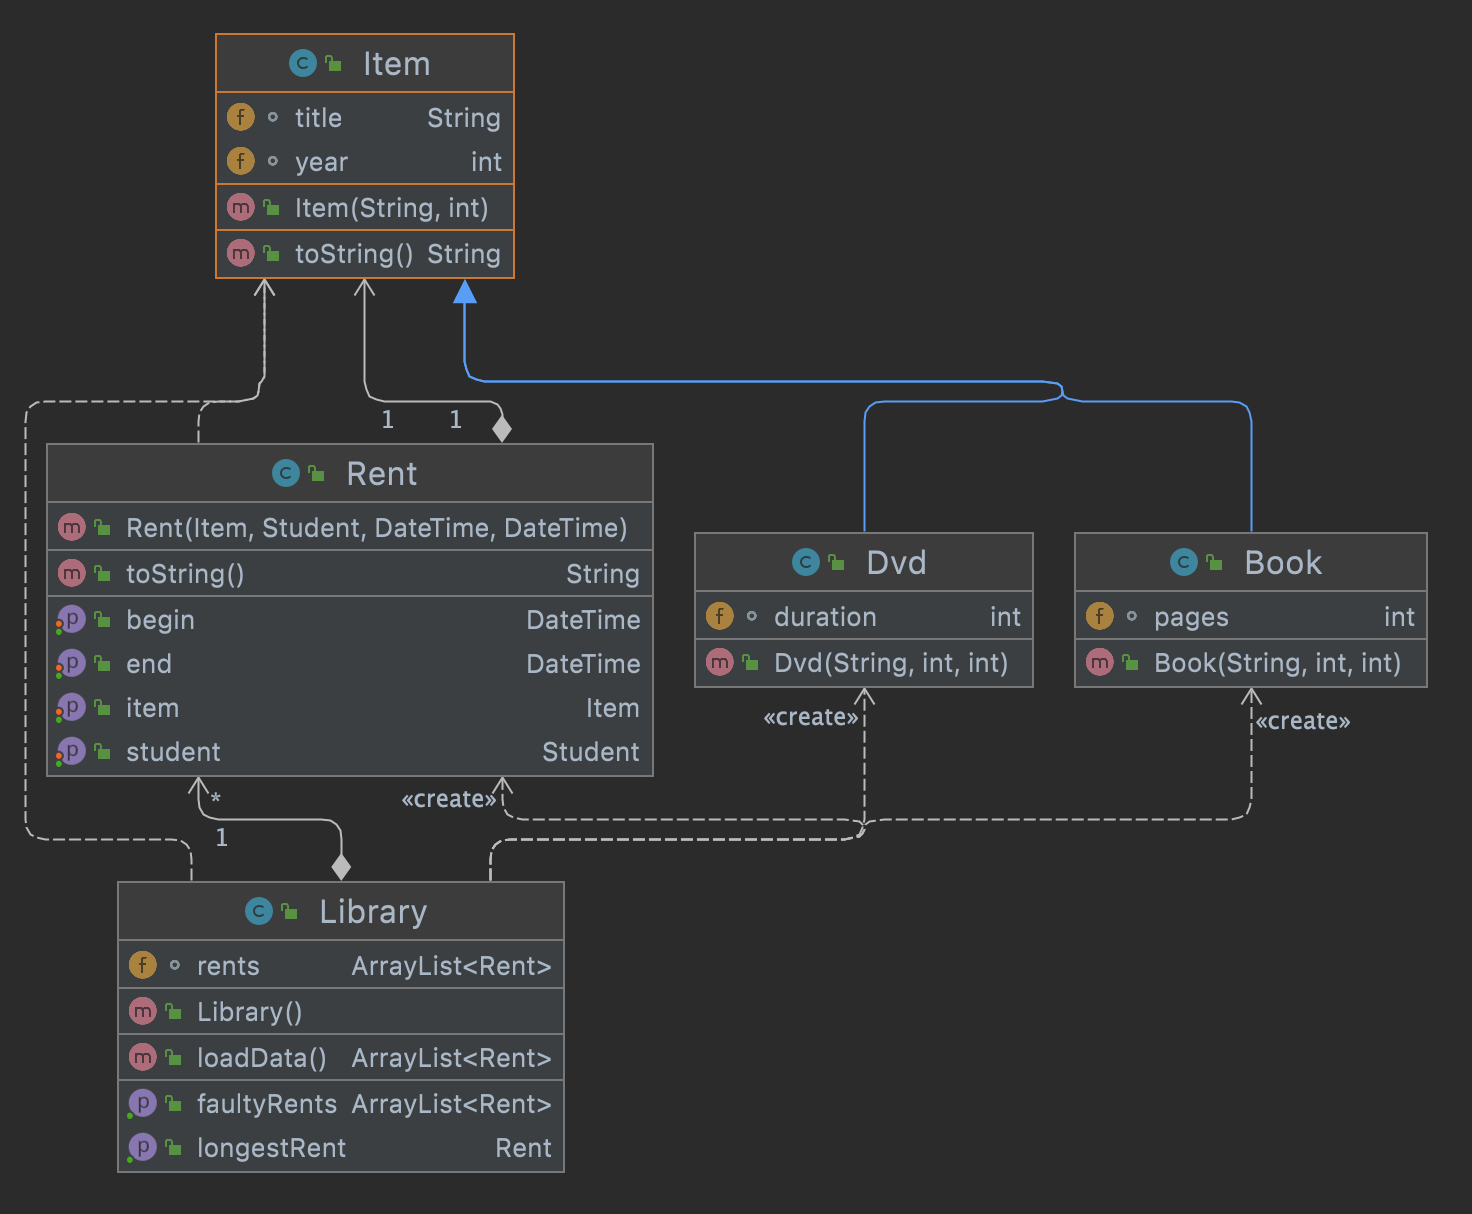 Item
title String
year int
Item(String, int)
toString() String
1 1
Rent
Rent(Item, Student, DateTime, DateTime)
toString() String
begin DateTime
end DateTime
item Item
student Student
Dvd
duration int
Dvd(String, int, int)
Book
pages int
Book(String, int, int)
«create»
«create»
* «create»
1
Library
rents ArrayList<Rent>
Library()
loadData() ArrayList<Rent>
faultyRents ArrayList<Rent>
longestRent Rent